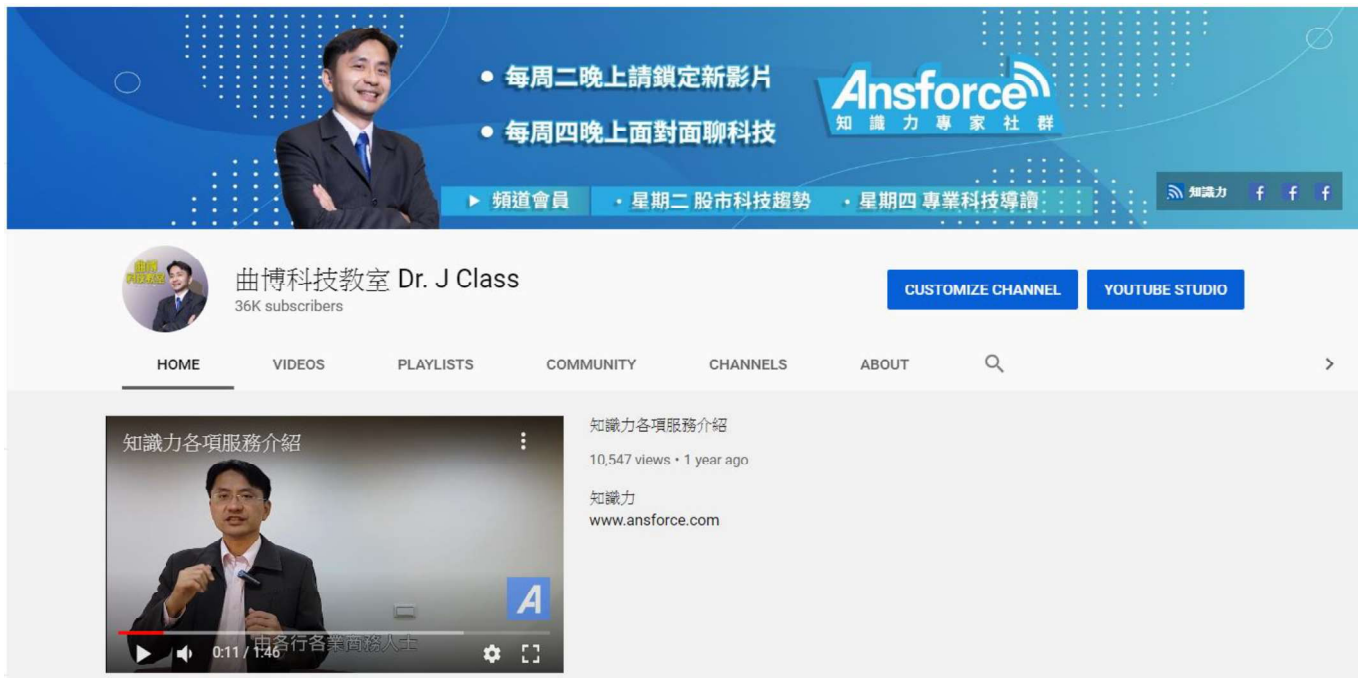 ● 每周二晚上請鎖定新影片
● 每周四晚上面對面聊科技
Ansforce
知識力專家社群
▶ 頻道會員 ・星期二 股市科技趨勢 ・星期四 專業科技導讀
知識力 f f f
曲博
科技教室
曲博科技教室 Dr. J Class
36K subscribers
CUSTOMIZE CHANNEL YOUTUBE STUDIO
HOME VIDEOS PLAYLISTS COMMUNITY CHANNELS ABOUT
知識力各項服務介紹
A
由各行各業商務人士
0:11 / 1:46
知識力各項服務介紹
10,547 views • 1 year ago
知識力
www.ansforce.com